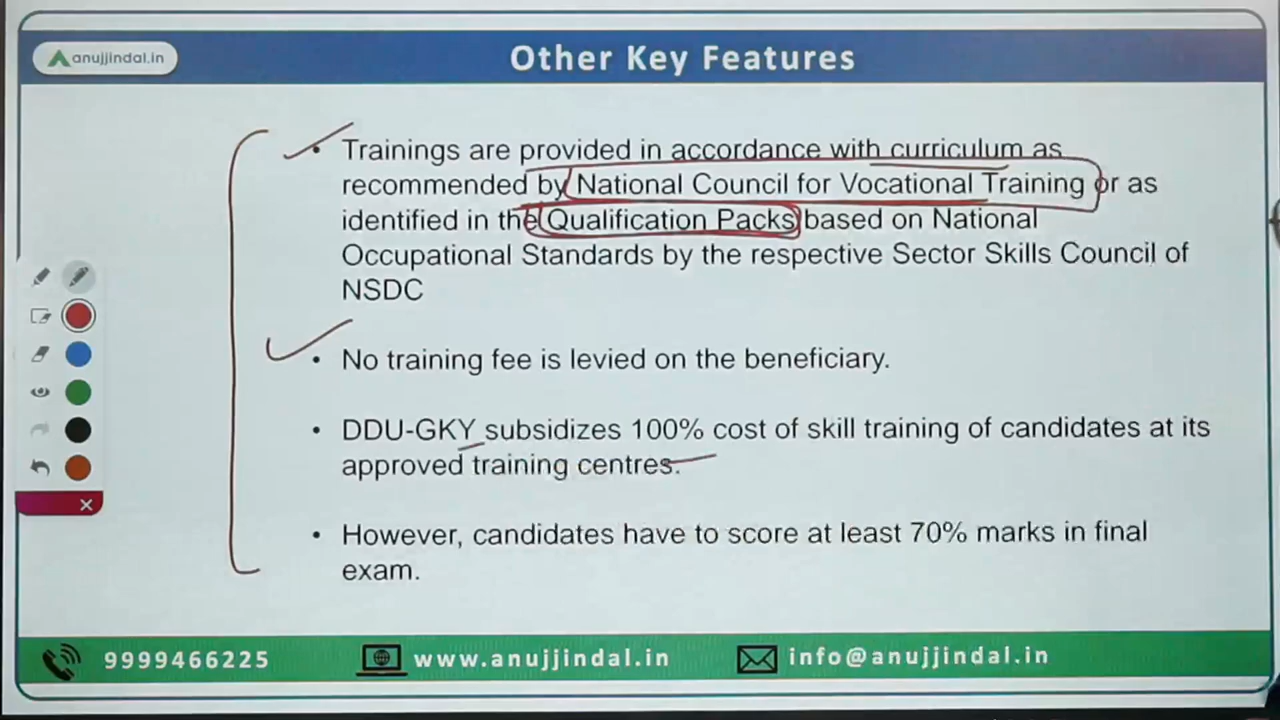 anujjindal.in
Other Key Features
• Trainings are provided in accordance with curriculum as
recommended by National Council for Vocational Training or as
identified in the Qualification Packs based on National
Occupational Standards by the respective Sector Skills Council of
NSDC
• No training fee is levied on the beneficiary.
• DDU-GKY subsidizes 100% cost of skill training of candidates at its
approved training centres.
• However, candidates have to score at least 70% marks in final
exam.
9999466225
www.anujjindal.in
info@anujjindal.in